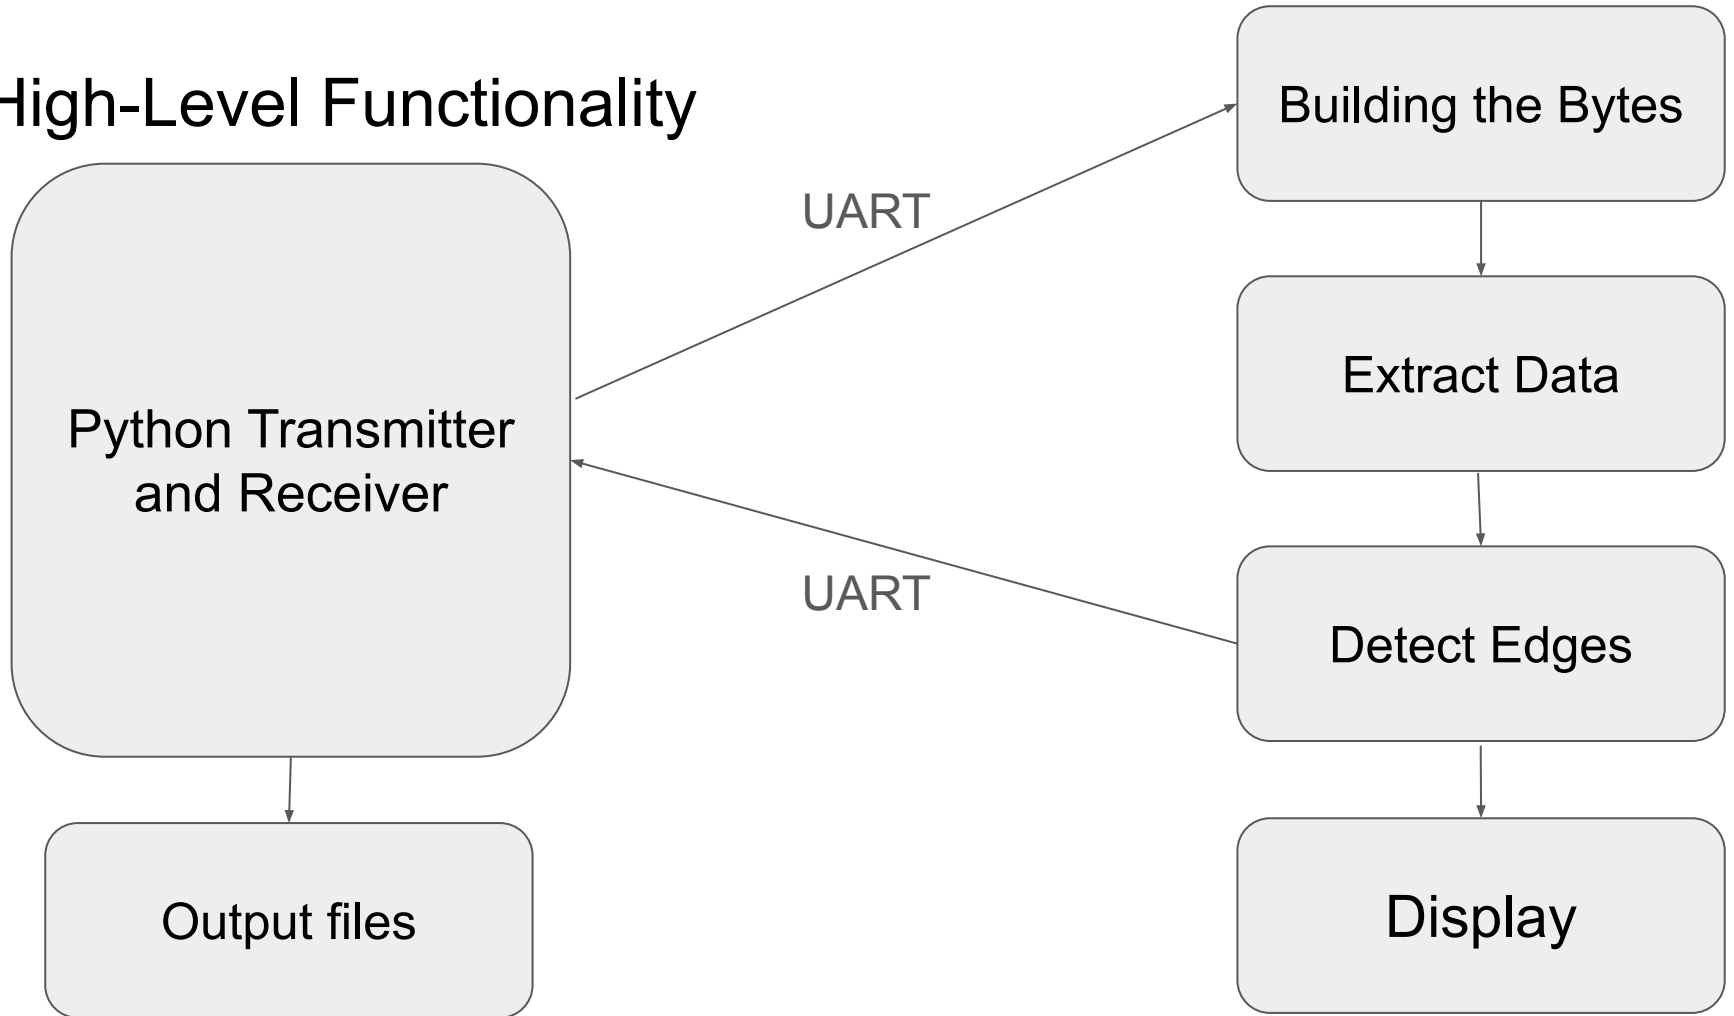 High-Level Functionality
Building the Bytes
UART
Extract Data
Python Transmitter
and Receiver
UART
Detect Edges
Output files
Display